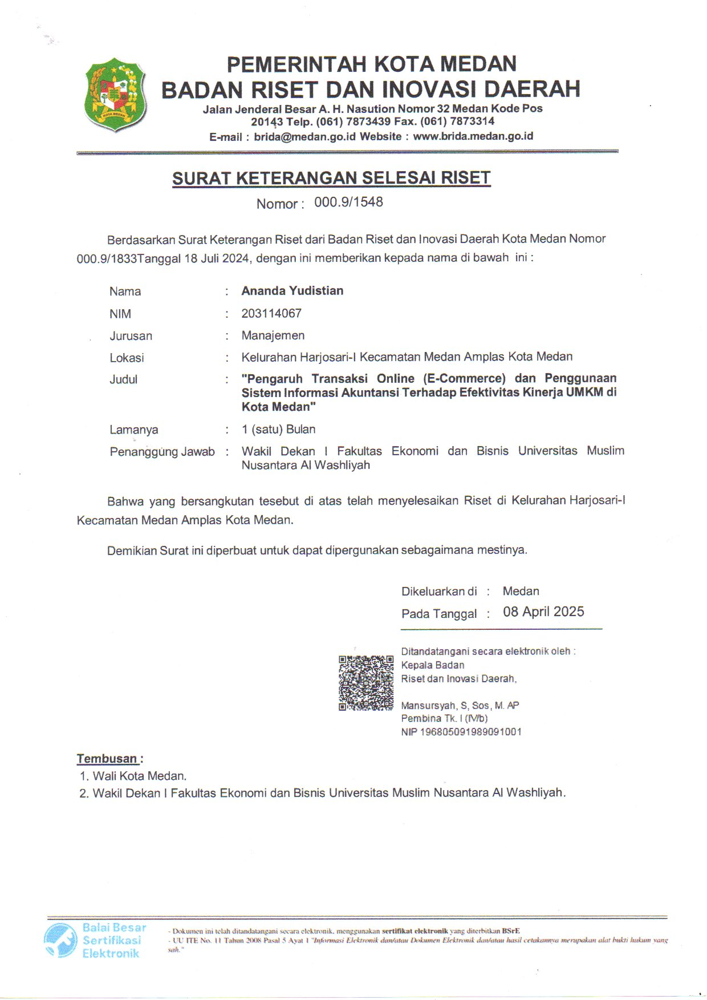 PEMERINTAH KOTA MEDAN
BADAN RISET DAN INOVASI DAERAH
Jalan Jenderal Besar A. H. Nasution Nomor 32 Medan Kode Pos
20143 Telp. (061) 7873439 Fax. (061) 7873314
E-mail : brida@medan.go.id Website : www.brida.medan.go.id
KOTA MEDAN
SURAT KETERANGAN SELESAI RISET
Nomor : 000.9/1548
Berdasarkan Surat Keterangan Riset dari Badan Riset dan Inovasi Daerah Kota Medan Nomor
000.9/1833Tanggal 18 Juli 2024, dengan ini memberikan kepada nama di bawah ini :
Nama : Ananda Yudistian
NIM : 203114067
Jurusan : Manajemen
Lokasi : Kelurahan Harjosari-I Kecamatan Medan Amplas Kota Medan
Judul : "Pengaruh Transaksi Online (E-Commerce) dan Penggunaan
Sistem Informasi Akuntansi Terhadap Efektivitas Kinerja UMKM di
Kota Medan"
Lamanya : 1 (satu) Bulan
Penanggung Jawab : Wakil Dekan I Fakultas Ekonomi dan Bisnis Universitas Muslim
Nusantara Al Washliyah
Bahwa yang bersangkutan tesebut di atas telah menyelesaikan Riset di Kelurahan Harjosari-I
Kecamatan Medan Amplas Kota Medan.
Demikian Surat ini diperbuat untuk dapat dipergunakan sebagaimana mestinya.
Dikeluarkan di : Medan
Pada Tanggal : 08 April 2025
Ditandatangani secara elektronik oleh :
Kepala Badan
Riset dan Inovasi Daerah,
Mansursyah, S, Sos, M. AP
Pembina Tk. I (IV/b)
NIP 196805091989091001
Tembusan :
1. Wali Kota Medan.
2. Wakil Dekan I Fakultas Ekonomi dan Bisnis Universitas Muslim Nusantara Al Washliyah.
Balai Besar
Sertifikasi
Elektronik
- Dokumen ini telah ditandatangani secara elektronik. menggunakan sertifikat elektronik yang diterbitkan BSrE
- UU ITE No. 11 Tahun 2008 Pasal 5 Ayat 1 "Informasi Elektronik dan/atau Dokumen Elektronik dan/atau hasil cetakannya merupakan alat bukti hukum yang
sah."